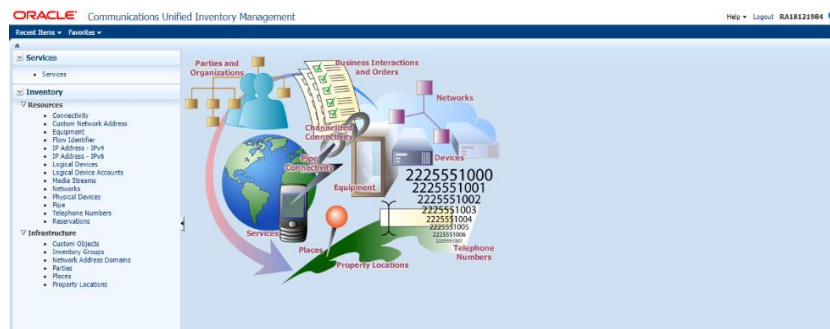 ORACLE Communications Unified Inventory Management
Help Logout RA18121984
Recent Items Favorites
Services
Services
Inventory
Resources
Connectivity
Custom Network Address
Equipment
Flow Identifier
IP Address - IPv4
IP Address - IPv6
Logical Devices
Logical Device Accounts
Media Streams
Networks
Physical Devices
Pipe
Telephone Numbers
Reservations
Infrastructure
Custom Objects
Inventory Groups
Network Address Domains
Parties
Places
Property Locations
Parties and
Organizations
Business Interactions
and Orders
Networks
Channelized
Connectivity
Pipe
Connectivity
Devices
Equipment
Services
Places
Property Locations
2225551000
2225551001
2225551002
2225551003
2225551004
2225551005
2225551006
2225551007
Telephone
Numbers